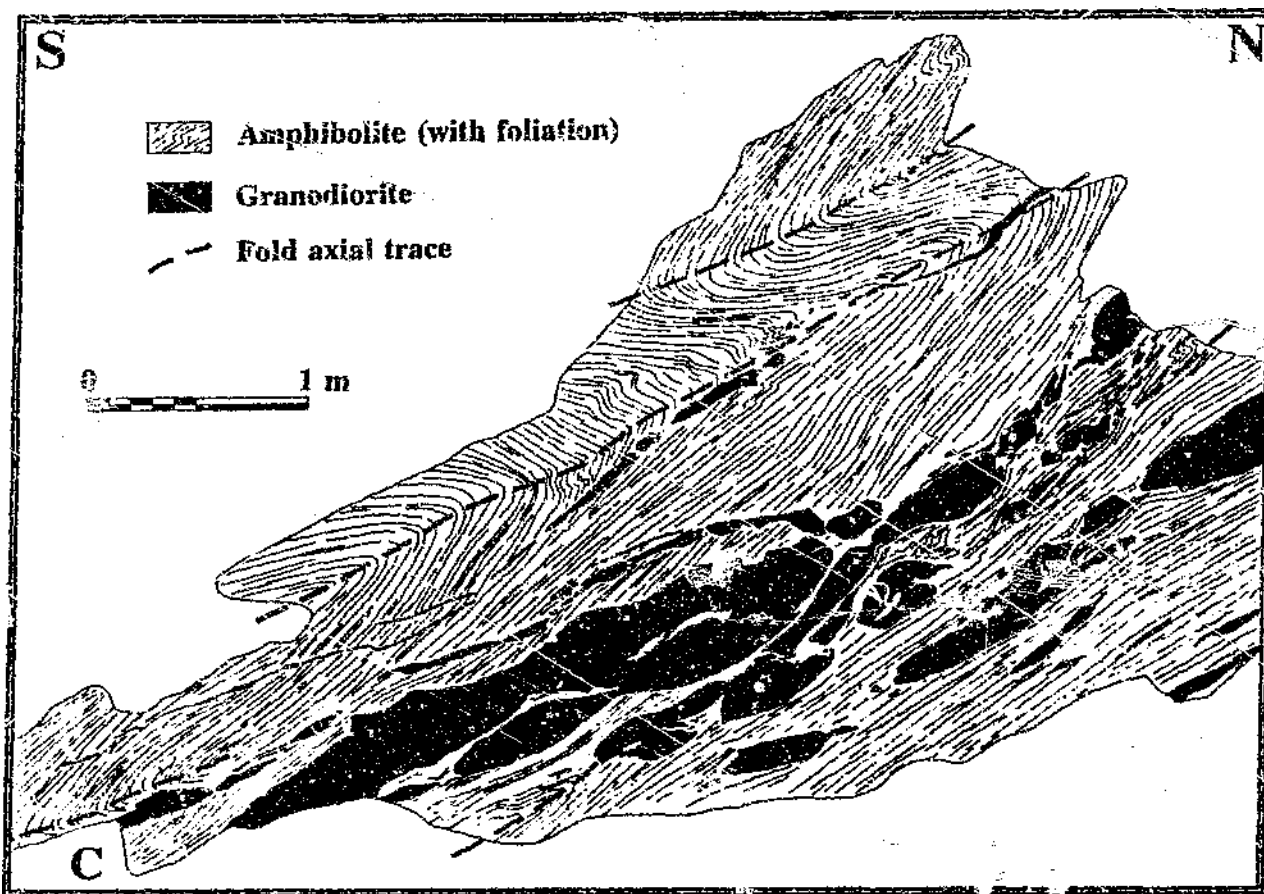 S
N
Amphibolite (with foliation)
Granodiorite
Fold axial trace
0 1 m
C